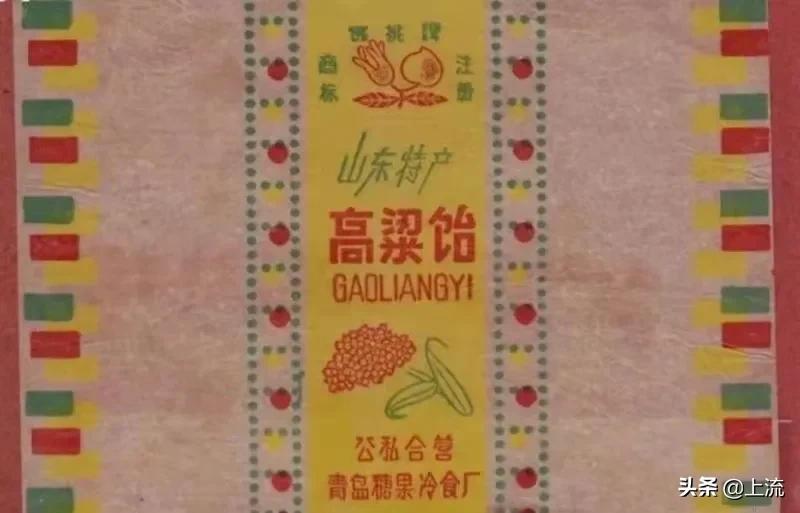 桃牌
商标
注册
山东特产
高粱饴
GAOLIANGYI
公私合营
青岛糖果冷食厂
头条 @上流